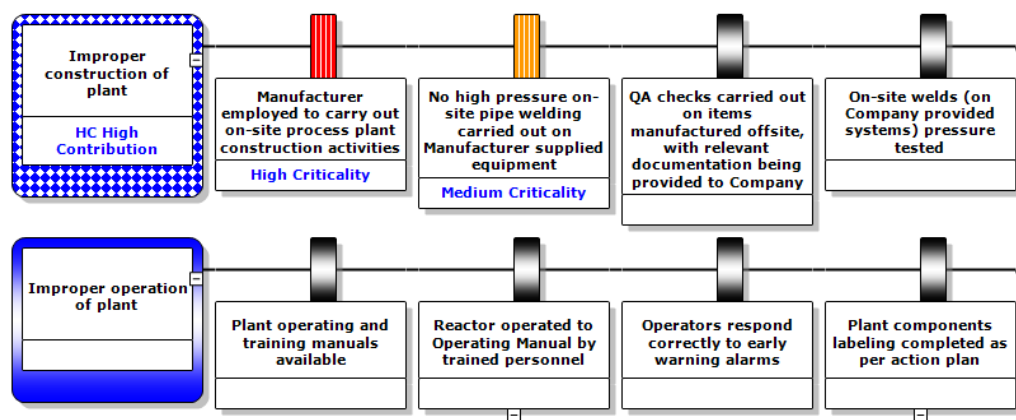 Improper
construction of
plant
HC High
Contribution
Manufacturer
employed to carry out
on-site process plant
construction activities
High Criticality
No high pressure on-
site pipe welding
carried out on
Manufacturer supplied
equipment
Medium Criticality
QA checks carried out
on items
manufactured offsite,
with relevant
documentation being
provided to Company
On-site welds (on
Company provided
systems) pressure
tested
Improper operation
of plant
Plant operating and
training manuals
available
Reactor operated to
Operating Manual by
trained personnel
Operators respond
correctly to early
warning alarms
Plant components
labeling completed as
per action plan